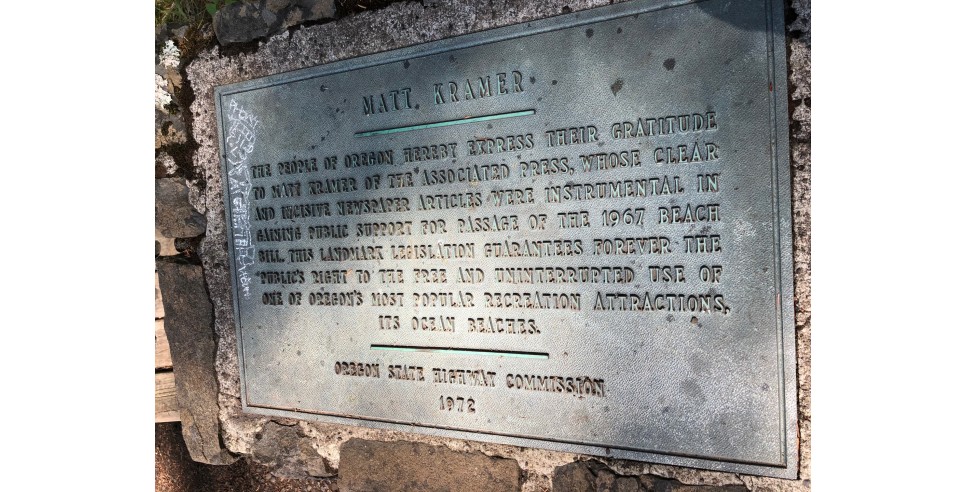 MATT KRAMER
THE PEOPLE OF OREGON HEREBY EXPRESS THEIR GRATITUDE
TO MATT KRAMER OF THE ASSOCIATED PRESS, WHOSE CLEAR
AND INCISIVE NEWSPAPER ARTICLES WERE INSTRUMENTAL IN
GAINING PUBLIC SUPPORT FOR PASSAGE OF THE 1967 BEACH
BILL. THIS LANDMARK LEGISLATION GUARANTEES FOREVER THE
PUBLIC'S RIGHT TO THE FREE AND UNINTERRUPTED USE OF
ONE OF OREGON'S MOST POPULAR RECREATION ATTRACTIONS,
ITS OCEAN BEACHES.
OREGON STATE HIGHWAY COMMISSION
1972